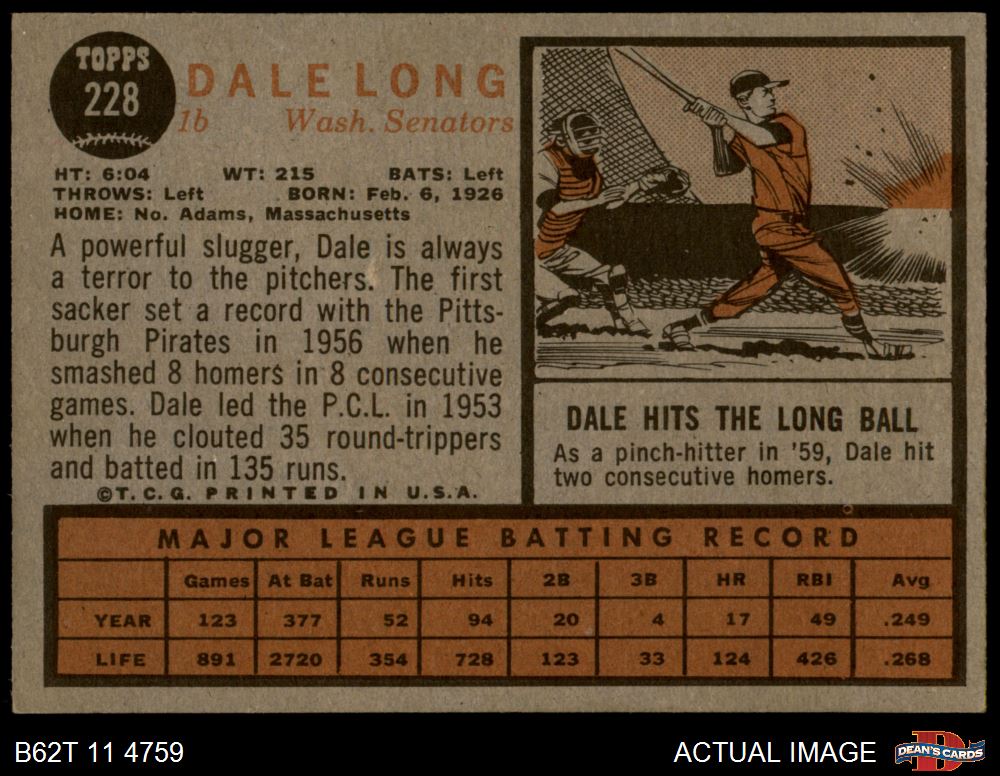 TOPPS
228
DALE LONG
1b Wash. Senators
HT: 6:04 WT: 215 BATS: Left
THROWS: Left BORN: Feb. 6, 1926
HOME: No. Adams, Massachusetts
A powerful slugger, Dale is always
a terror to the pitchers. The first
sacker set a record with the Pitts-
burgh Pirates in 1956 when he
smashed 8 homers in 8 consecutive
games. Dale led the P.C.L. in 1953
when he clouted 35 round-trippers
and batted in 135 runs.
©T.C.G. PRINTED IN U.S.A.
DALE HITS THE LONG BALL
As a pinch-hitter in '59, Dale hit
two consecutive homers.
MAJOR LEAGUE BATTING RECORD
Games At Bat Runs Hits 2B 3B HR RBI Avg
YEAR 123 377 52 94 20 4 17 49 .249
LIFE 891 2720 354 728 123 33 124 426 .268
B62T 11 4759 ACTUAL IMAGE
D
DEAN'S CARDS